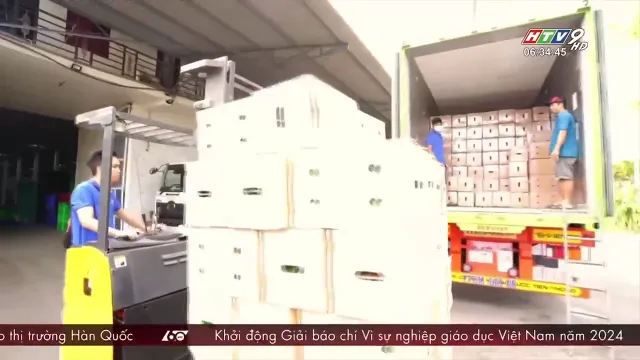 HTV9 HD
06:34:45
o thị trường Hàn Quốc 60 Khởi động Giải báo chí Vì sự nghiệp giáo dục Việt Nam năm 2024